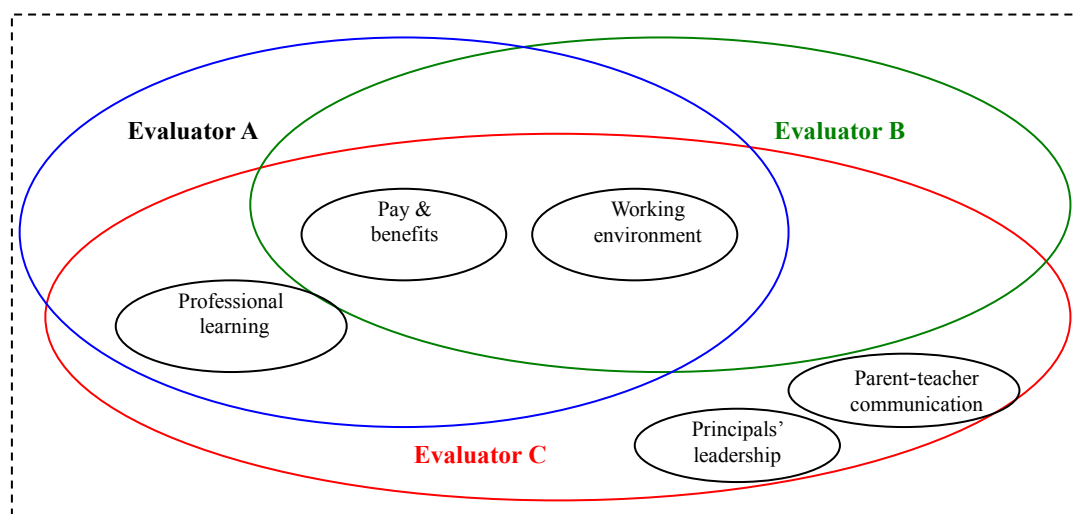 Evaluator A
Evaluator B
Pay &
benefits
Working
environment
Professional
learning
Parent-teacher
communication
Principals’
leadership
Evaluator C